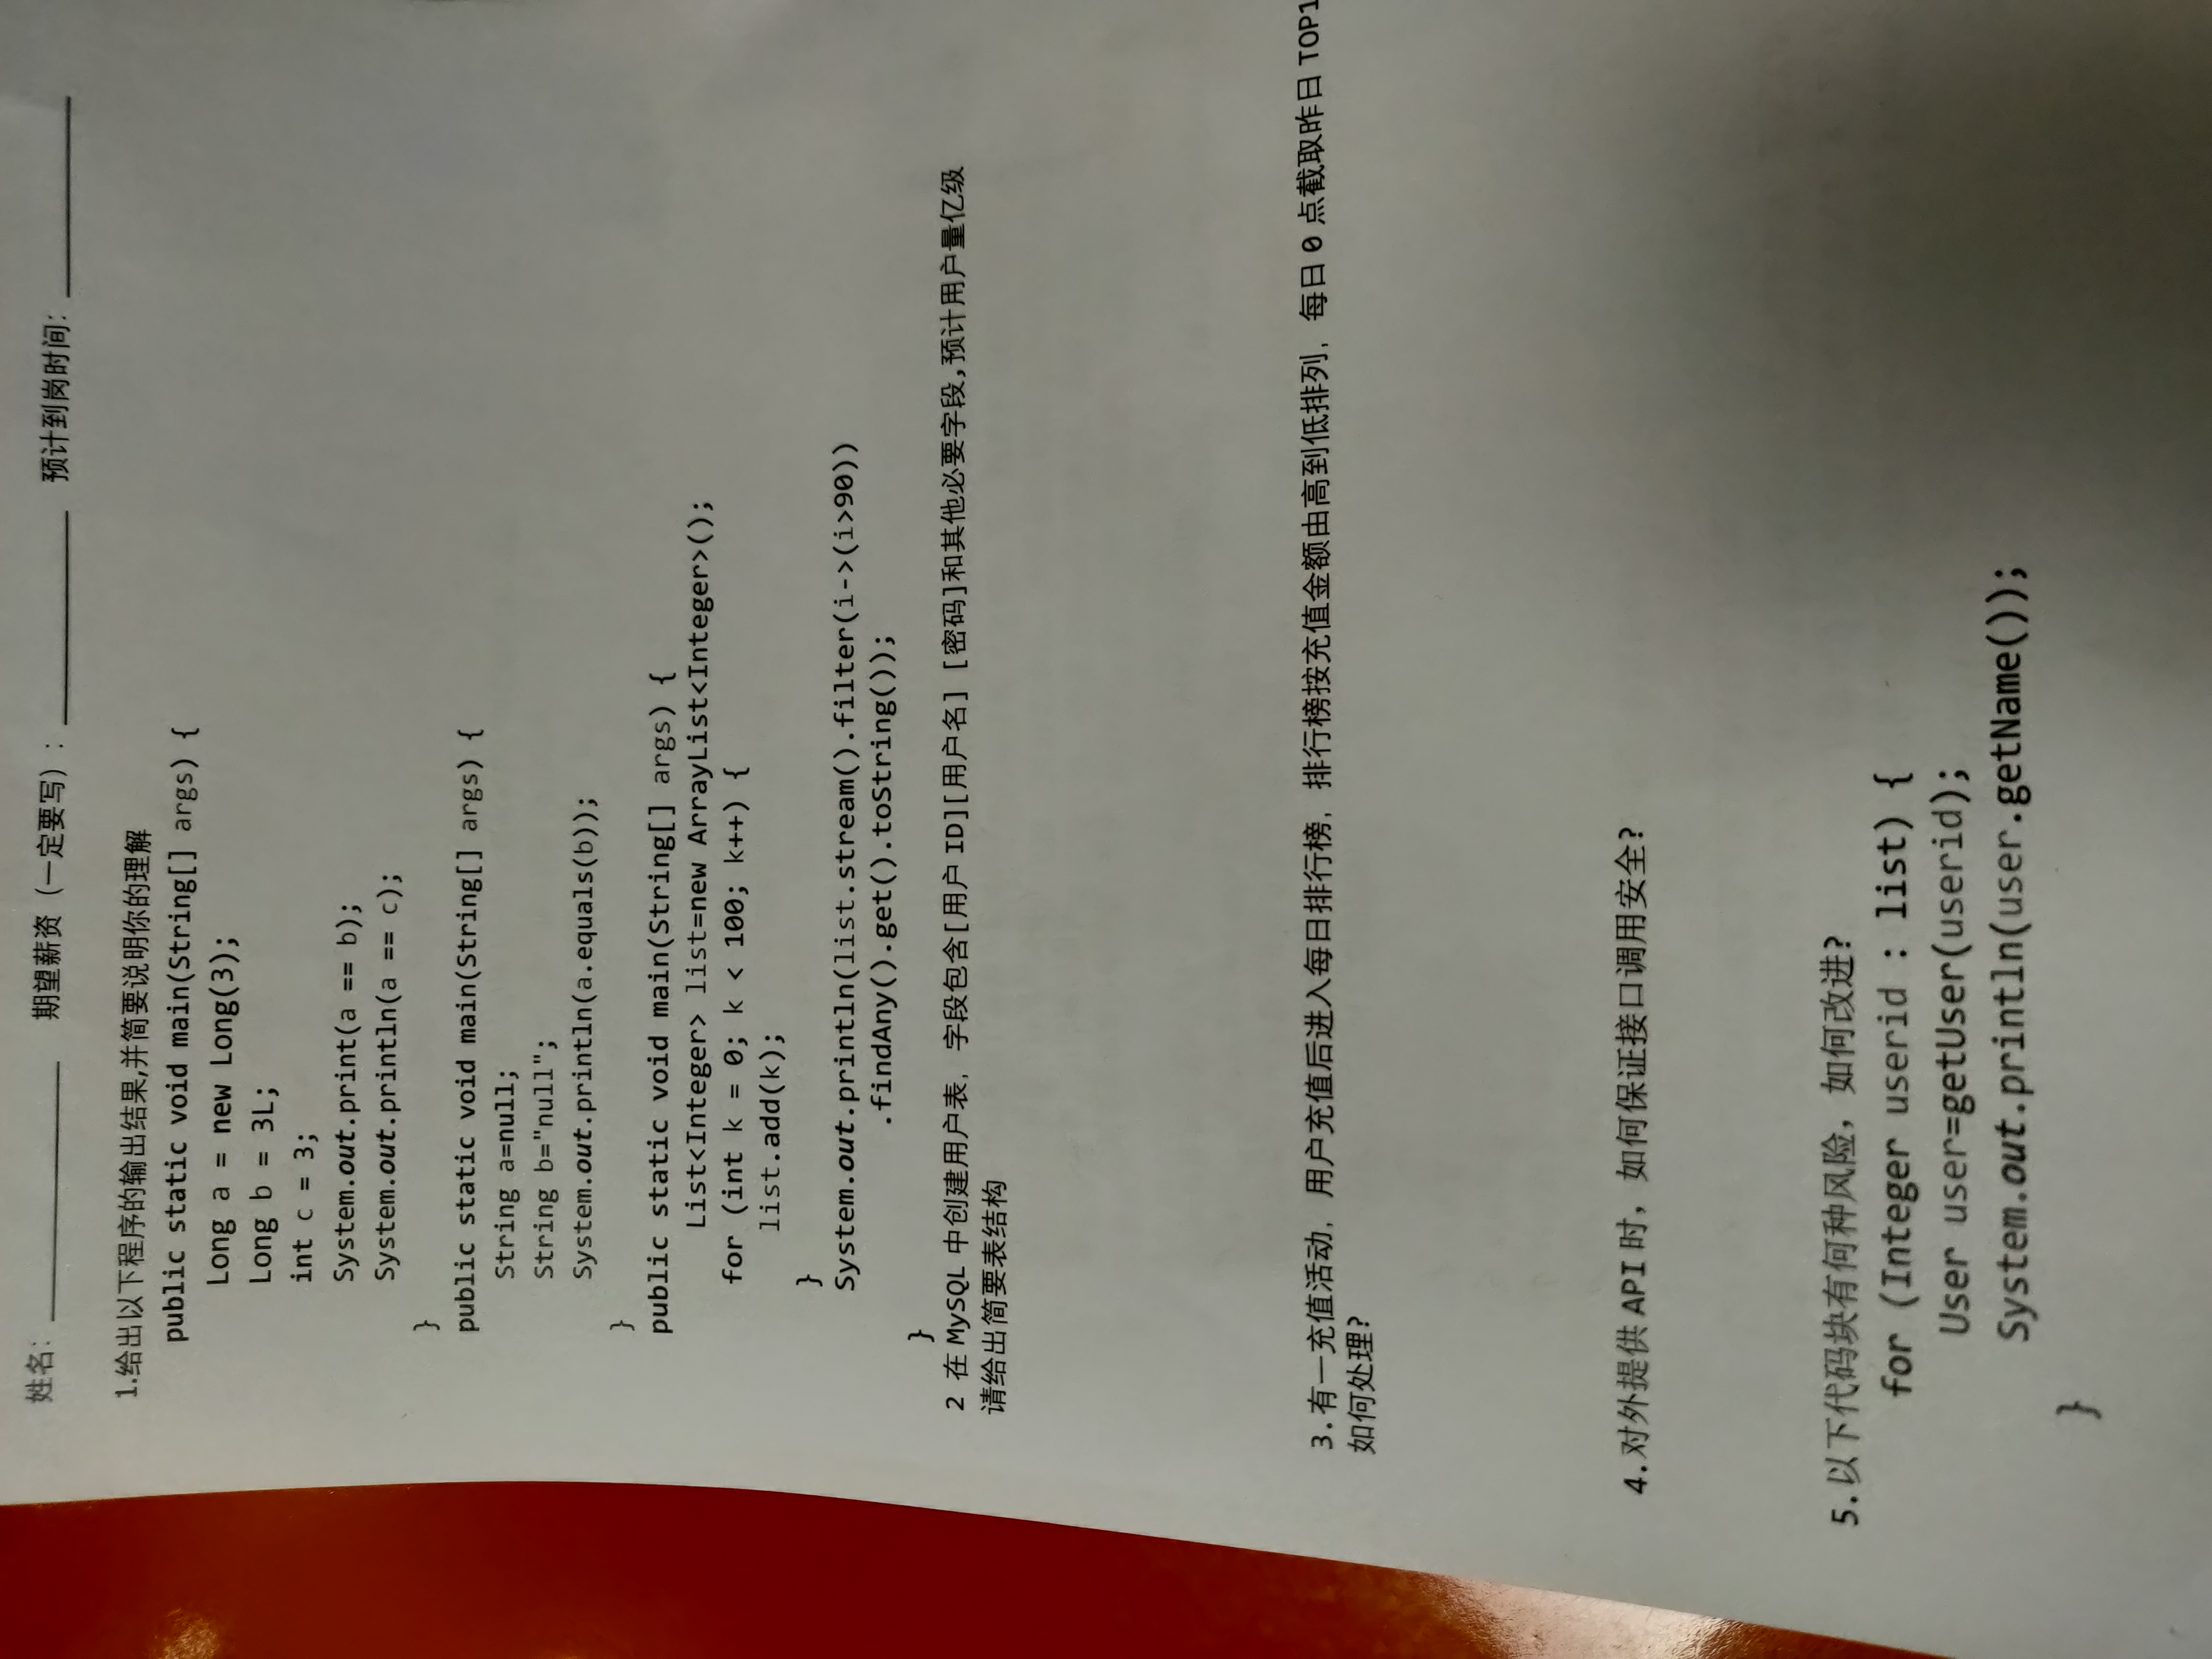 姓名: 期望薪资 (一定要写) : 预计到岗时间:
1.给出以下程序的输出结果,并简要说明你的理解
public static void main(String[] args) {
Long a = new Long(3);
Long b = 3L;
int c = 3;
System.out.print(a == b);
System.out.println(a == c);
}
public static void main(String[] args) {
String a=null;
String b="null";
System.out.println(a.equals(b));
}
public static void main(String[] args) {
List<Integer> list=new ArrayList<Integer>();
for (int k = 0; k < 100; k++) {
list.add(k);
}
System.out.println(list.stream().filter(i->(i>90))
.findAny().get().toString());
}
2 在 MySQL 中创建用户表, 字段包含[用户 ID][用户名] [密码]和其他必要字段,预计用户量亿级
请给出简要表结构
3.有一充值活动, 用户充值后进入每日排行榜, 排行榜按充值金额由高到低排列, 每日 0 点截取昨日 TOP1
如何处理?
4.对外提供 API 时, 如何保证接口调用安全?
5.以下代码块有何种风险, 如何改进?
for (Integer userid : list) {
User user=getUser(userid);
System.out.println(user.getName());
}